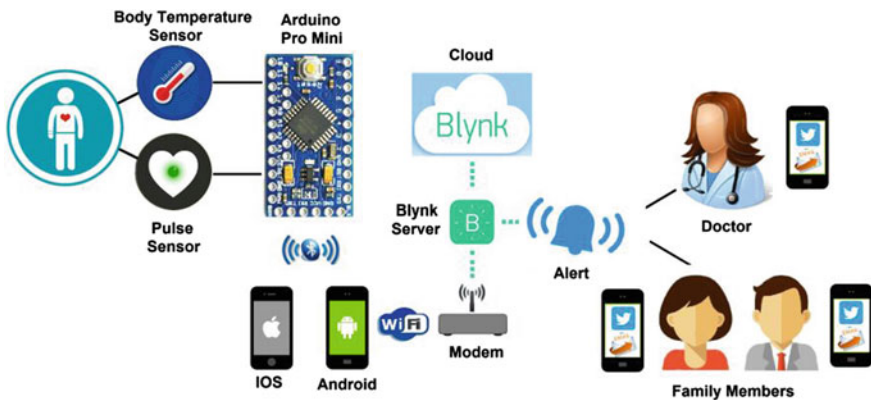 Body Temperature
Sensor
Arduino
Pro Mini
Pulse
Sensor
IOS
Android
WiFi
Cloud
Blynk
Blynk
Server
B
Modem
Alert
Doctor
Family Members
Reset